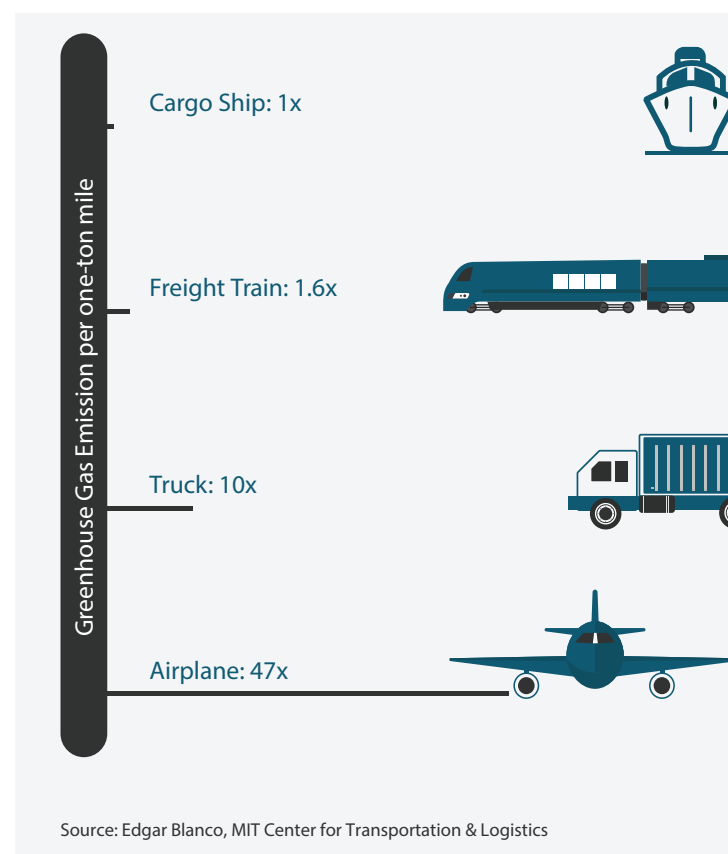 Cargo Ship: 1x
Freight Train: 1.6x
Truck: 10x
Airplane: 47x
Greenhouse Gas Emission per one-ton mile
Source: Edgar Blanco, MIT Center for Transportation & Logistics